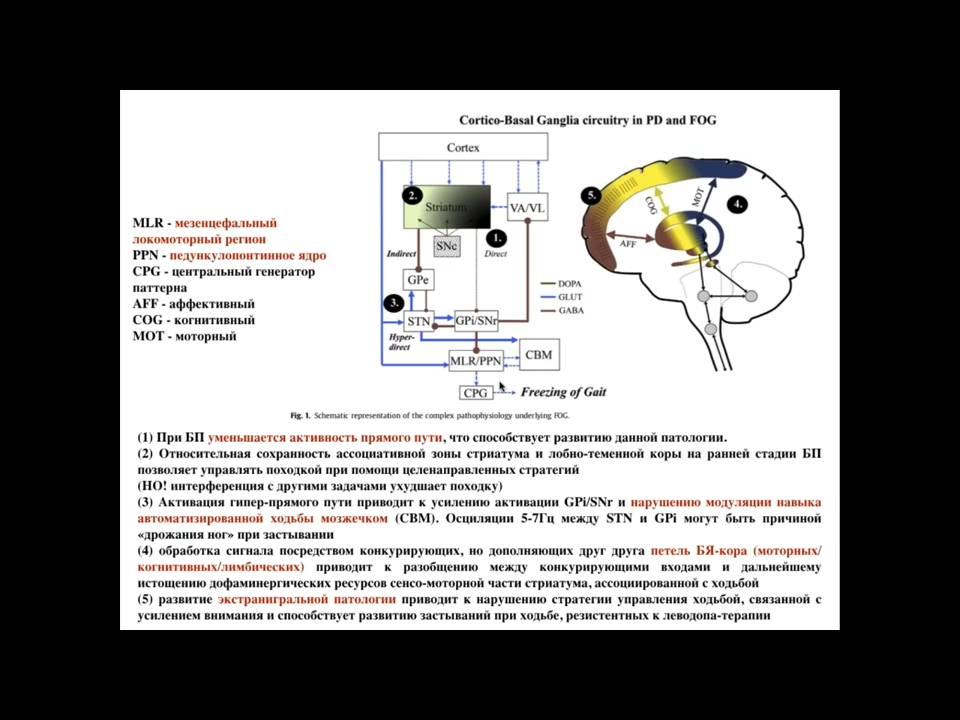 Cortico-Basal Ganglia circuitry in PD and FOG
Cortex
2.
Striatum
VA/VL
5.
COG
MOT
4.
MLR - мезенцефальный
локомоторный регион
PPN - педункулопонтинное ядро
CPG - центральный генератор
паттерна
AFF - аффективный
COG - когнитивный
MOT - моторный
SNc
1.
AFF
Indirect
Direct
GPe
DOPA
GLUT
GABA
3.
STN
GPi/SNr
Hyper-
direct
MLR/PPN
CBM
CPG
Freezing of Gait
Fig. 1. Schematic representation of the complex pathophysiology underlying FOG.
(1) При БП уменьшается активность прямого пути, что способствует развитию данной патологии.
(2) Относительная сохранность ассоциативной зоны стриатума и лобно-теменной коры на ранней стадии БП
позволяет управлять походкой при помощи целенаправленных стратегий
(НО! интерференция с другими задачами ухудшает походку)
(3) Активация гипер-прямого пути приводит к усилению активации GPi/SNr и нарушению модуляции навыка
автоматизированной ходьбы мозжечком (CBM). Осциляции 5-7Гц между STN и GPi могут быть причиной
«дрожания ног» при застывании
(4) обработка сигнала посредством конкурирующих, но дополняющих друг друга петель БЯ-кора (моторных/
когнитивных/лимбических) приводит к разобщению между конкурирующими входами и дальнейшему
истощению дофаминергических ресурсов сенсо-моторной части стриатума, ассоциированной с ходьбой
(5) развитие экстранигральной патологии приводит к нарушению стратегии управления ходьбой, связанной с
усилением внимания и способствует развитию застываний при ходьбе, резистентных к леводопа-терапии